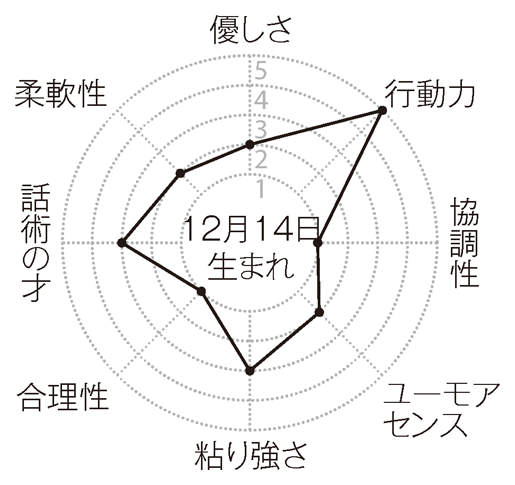 優しさ
行動力
協調性
ユーモア
センス
粘り強さ
合理性
話術の才
柔軟性
5
4
3
2
1
12月14日
生まれ